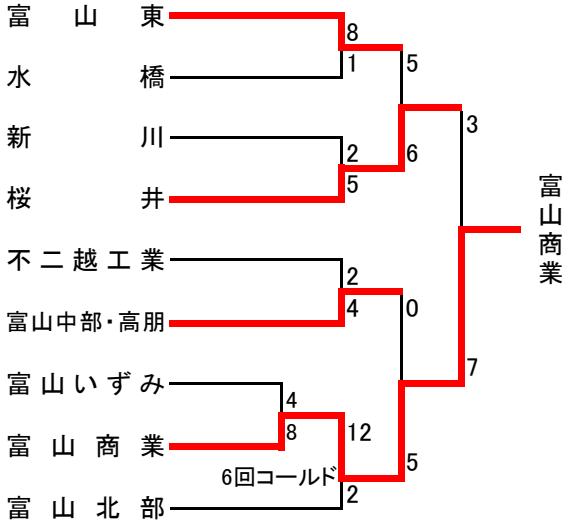 富山東
8
1
水橋
5
新川
2
5
桜井
6
3
富山商業
不二越工業
2
4
富山中部・高朋
0
7
富山いずみ
4
8
富山商業
12
6回コールド
2
富山北部
5